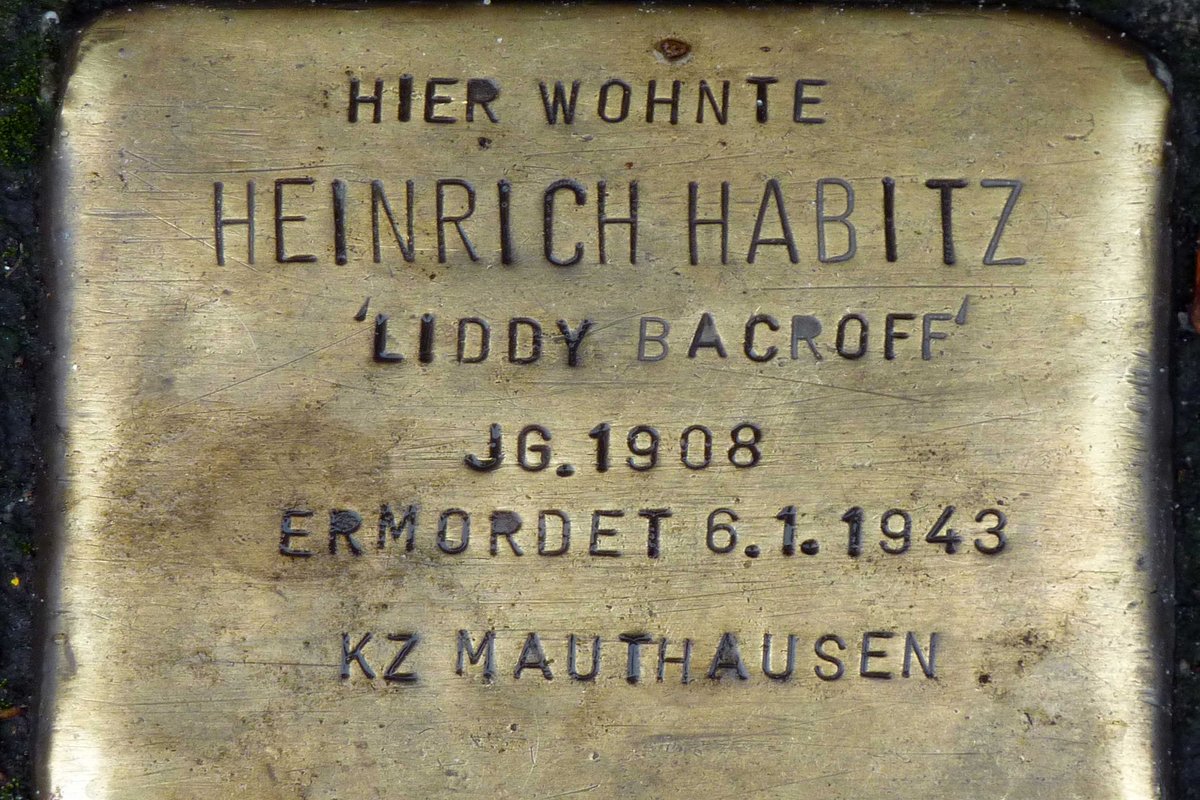 HIER WOHNTE
HEINRICH HABITZ
'LIDDY BACROFF'
JG. 1908
ERMORDET 6.1.1943
KZ MAUTHAUSEN